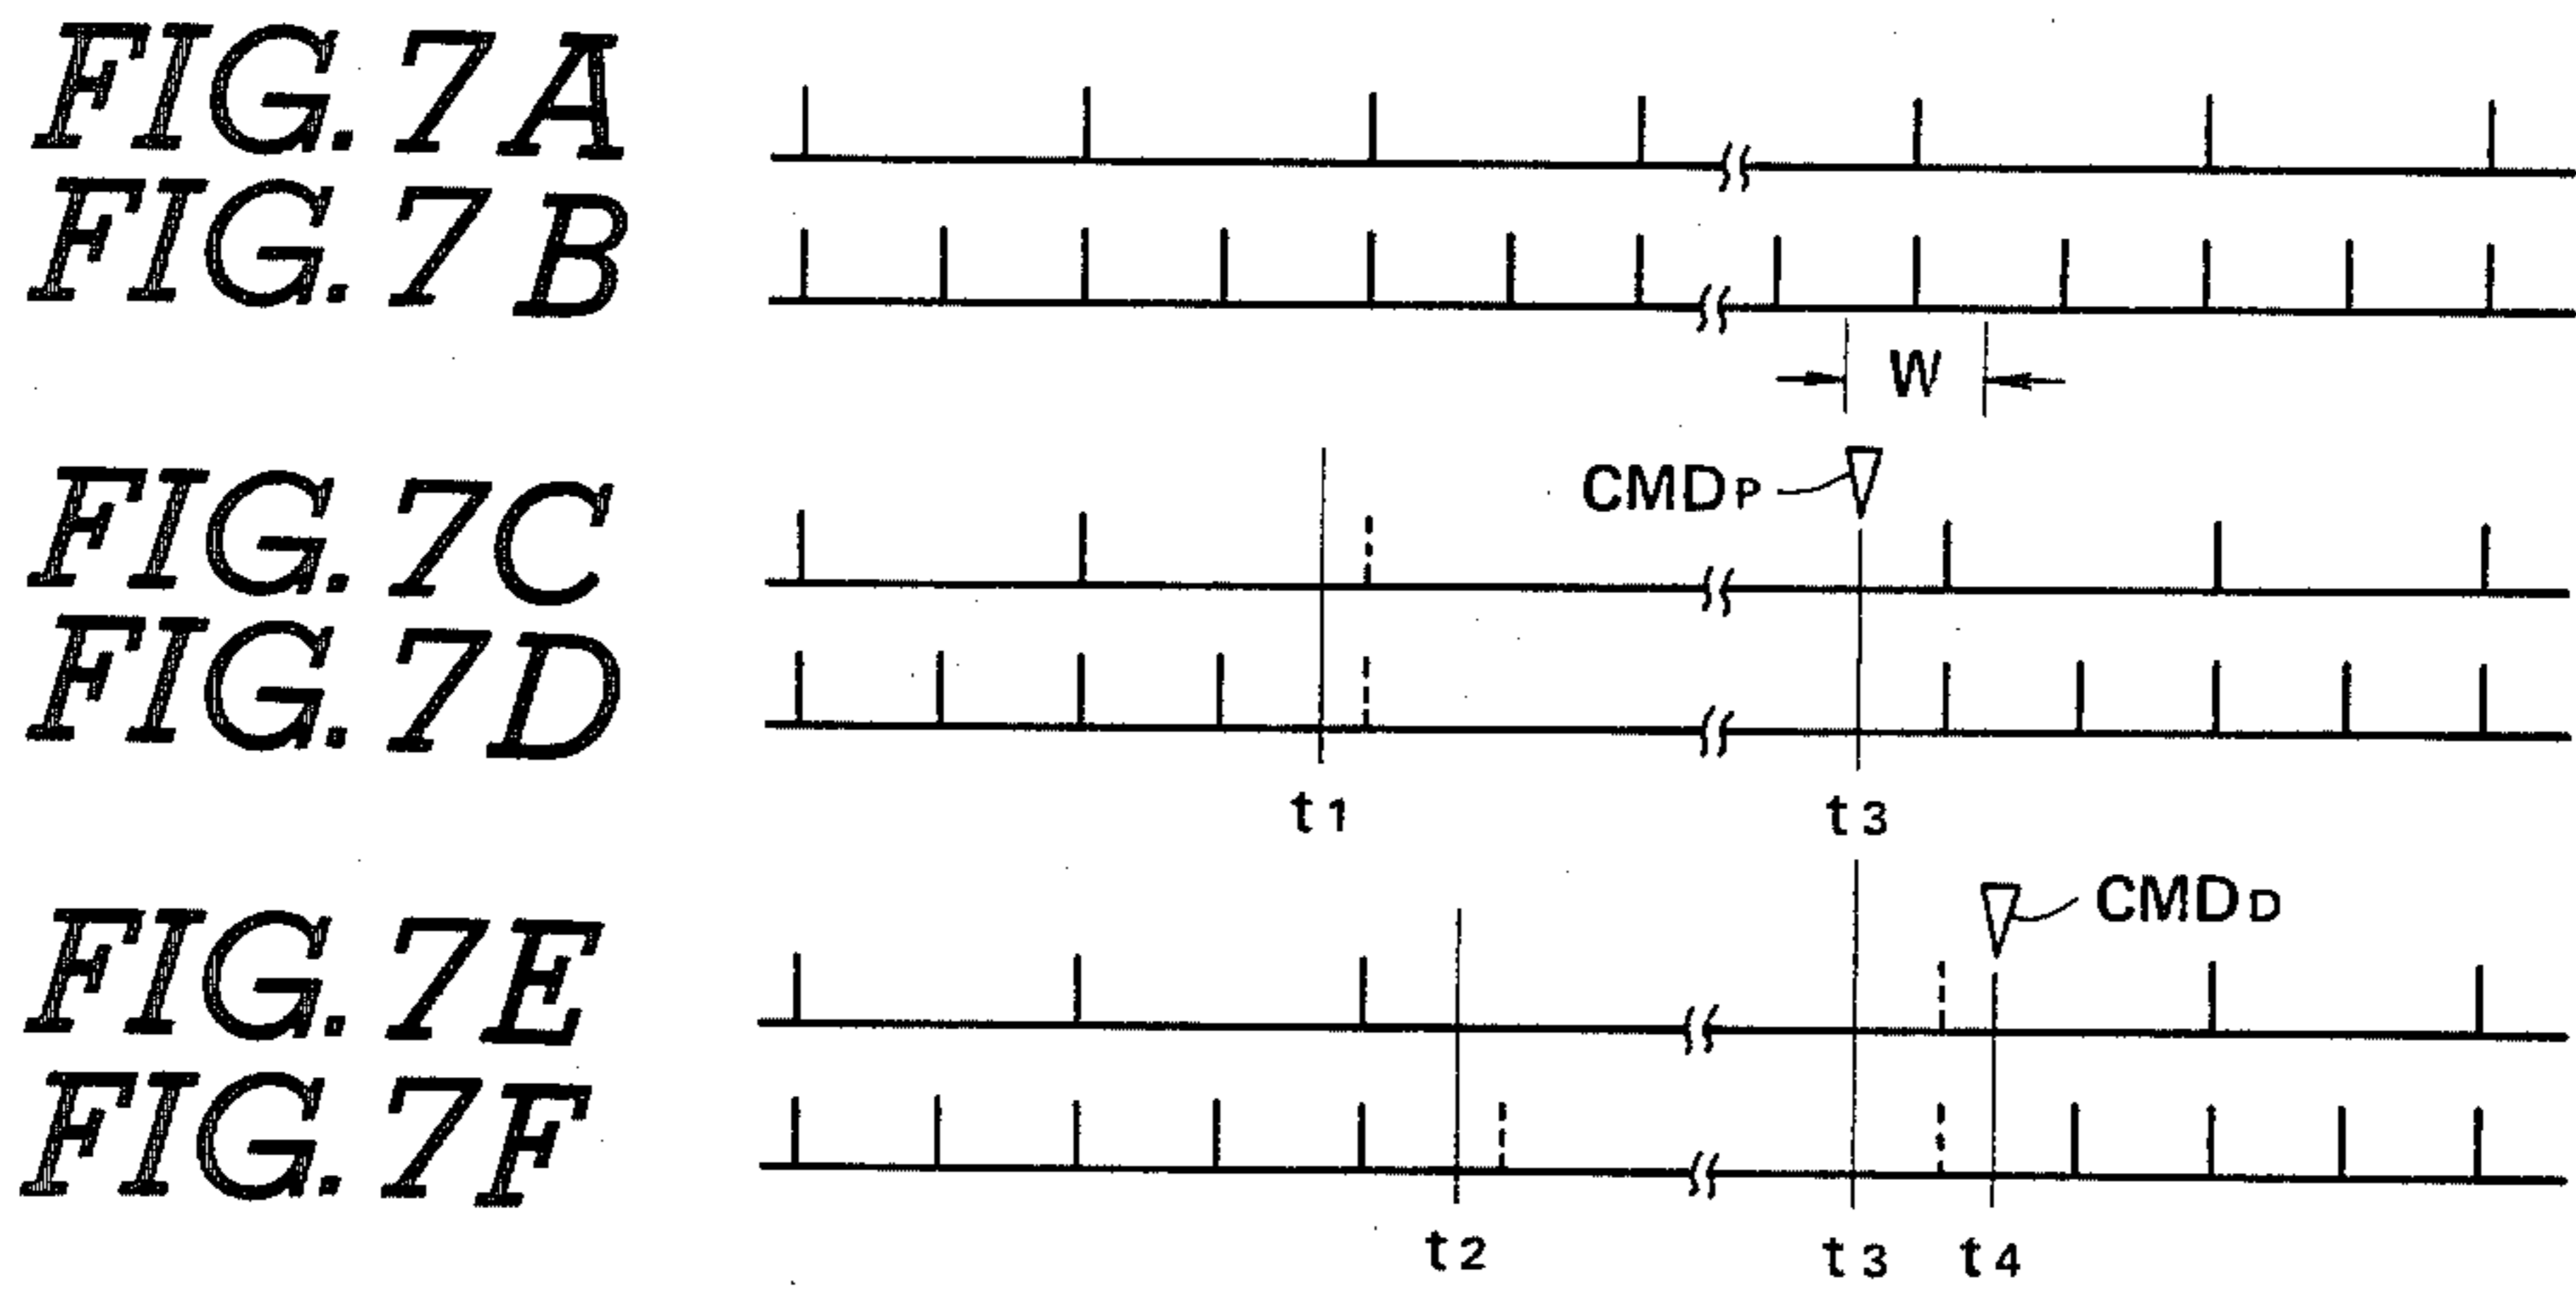 FIG. 7A
FIG. 7B
W
FIG. 7C
CMDP
FIG. 7D
t1
t3
FIG. 7E
CMDD
FIG. 7F
t2
t3
t4